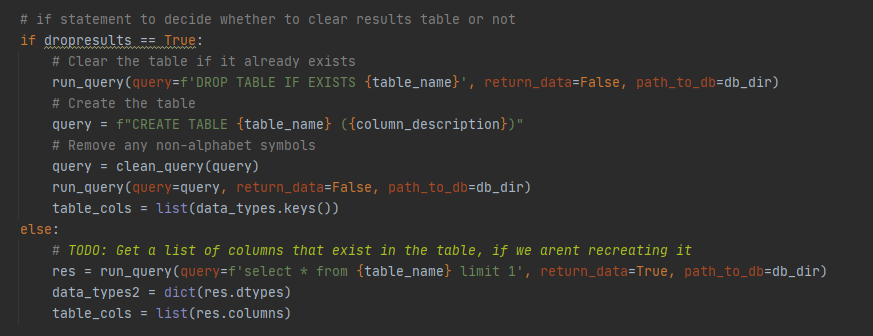 # if statement to decide whether to clear results table or not
if dropresults == True:
    # Clear the table if it already exists
    run_query(query=f'DROP TABLE IF EXISTS {table_name}', return_data=False, path_to_db=db_dir)
    # Create the table
    query = f"CREATE TABLE {table_name} ({column_description})"
    # Remove any non-alphabet symbols
    query = clean_query(query)
    run_query(query=query, return_data=False, path_to_db=db_dir)
    table_cols = list(data_types.keys())
else:
    # TODO: Get a list of columns that exist in the table, if we arent recreating it
    res = run_query(query=f'select * from {table_name} limit 1', return_data=True, path_to_db=db_dir)
    data_types2 = dict(res.dtypes)
    table_cols = list(res.columns)